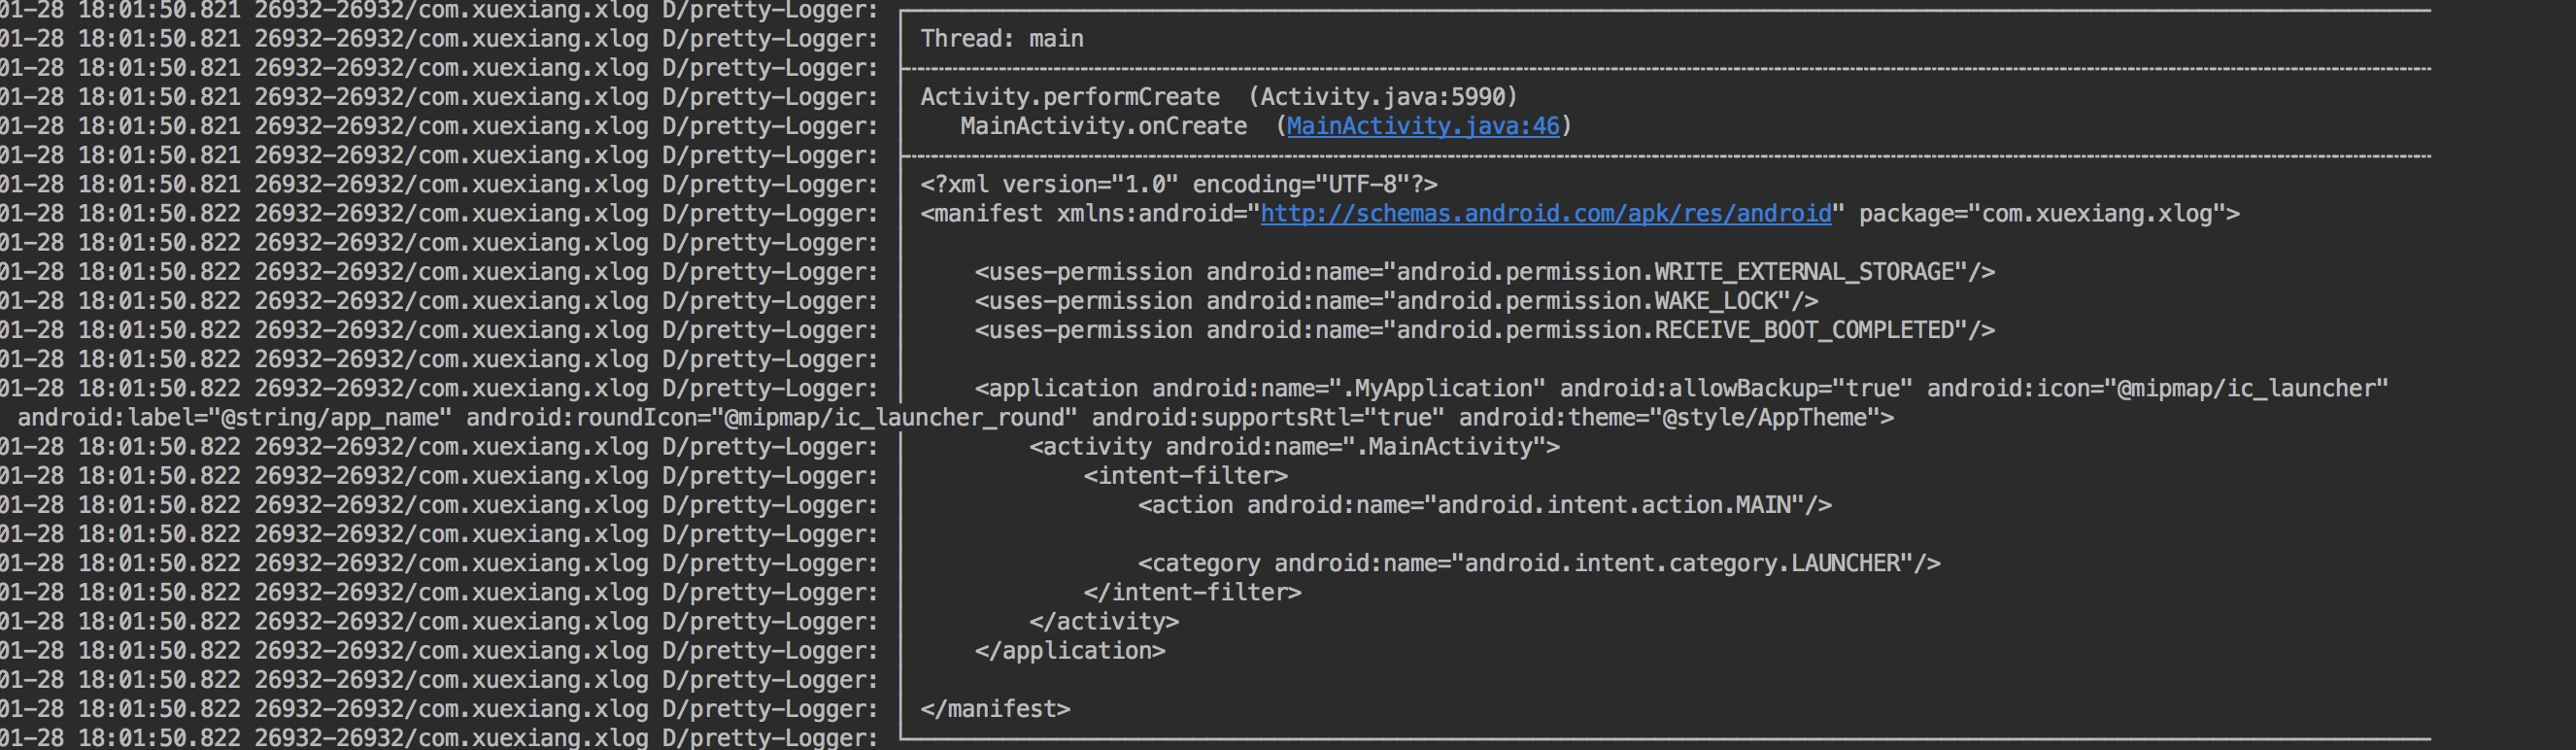 01-28 18:01:50.821 26932-26932/com.xuexiang.xlog D/pretty-Logger:
01-28 18:01:50.821 26932-26932/com.xuexiang.xlog D/pretty-Logger: Thread: main
01-28 18:01:50.821 26932-26932/com.xuexiang.xlog D/pretty-Logger:
01-28 18:01:50.821 26932-26932/com.xuexiang.xlog D/pretty-Logger: Activity.performCreate  (Activity.java:5990)
01-28 18:01:50.821 26932-26932/com.xuexiang.xlog D/pretty-Logger:    MainActivity.onCreate  (MainActivity.java:46)
01-28 18:01:50.821 26932-26932/com.xuexiang.xlog D/pretty-Logger:
01-28 18:01:50.821 26932-26932/com.xuexiang.xlog D/pretty-Logger: <?xml version="1.0" encoding="UTF-8"?>
01-28 18:01:50.822 26932-26932/com.xuexiang.xlog D/pretty-Logger: <manifest xmlns:android="http://schemas.android.com/apk/res/android" package="com.xuexiang.xlog">
01-28 18:01:50.822 26932-26932/com.xuexiang.xlog D/pretty-Logger:
01-28 18:01:50.822 26932-26932/com.xuexiang.xlog D/pretty-Logger:     <uses-permission android:name="android.permission.WRITE_EXTERNAL_STORAGE"/>
01-28 18:01:50.822 26932-26932/com.xuexiang.xlog D/pretty-Logger:     <uses-permission android:name="android.permission.WAKE_LOCK"/>
01-28 18:01:50.822 26932-26932/com.xuexiang.xlog D/pretty-Logger:     <uses-permission android:name="android.permission.RECEIVE_BOOT_COMPLETED"/>
01-28 18:01:50.822 26932-26932/com.xuexiang.xlog D/pretty-Logger:
01-28 18:01:50.822 26932-26932/com.xuexiang.xlog D/pretty-Logger:     <application android:name=".MyApplication" android:allowBackup="true" android:icon="@mipmap/ic_launcher"
android:label="@string/app_name" android:roundIcon="@mipmap/ic_launcher_round" android:supportsRtl="true" android:theme="@style/AppTheme">
01-28 18:01:50.822 26932-26932/com.xuexiang.xlog D/pretty-Logger:         <activity android:name=".MainActivity">
01-28 18:01:50.822 26932-26932/com.xuexiang.xlog D/pretty-Logger:             <intent-filter>
01-28 18:01:50.822 26932-26932/com.xuexiang.xlog D/pretty-Logger:                 <action android:name="android.intent.action.MAIN"/>
01-28 18:01:50.822 26932-26932/com.xuexiang.xlog D/pretty-Logger:
01-28 18:01:50.822 26932-26932/com.xuexiang.xlog D/pretty-Logger:                 <category android:name="android.intent.category.LAUNCHER"/>
01-28 18:01:50.822 26932-26932/com.xuexiang.xlog D/pretty-Logger:             </intent-filter>
01-28 18:01:50.822 26932-26932/com.xuexiang.xlog D/pretty-Logger:         </activity>
01-28 18:01:50.822 26932-26932/com.xuexiang.xlog D/pretty-Logger:     </application>
01-28 18:01:50.822 26932-26932/com.xuexiang.xlog D/pretty-Logger:
01-28 18:01:50.822 26932-26932/com.xuexiang.xlog D/pretty-Logger: </manifest>
01-28 18:01:50.822 26932-26932/com.xuexiang.xlog D/pretty-Logger: